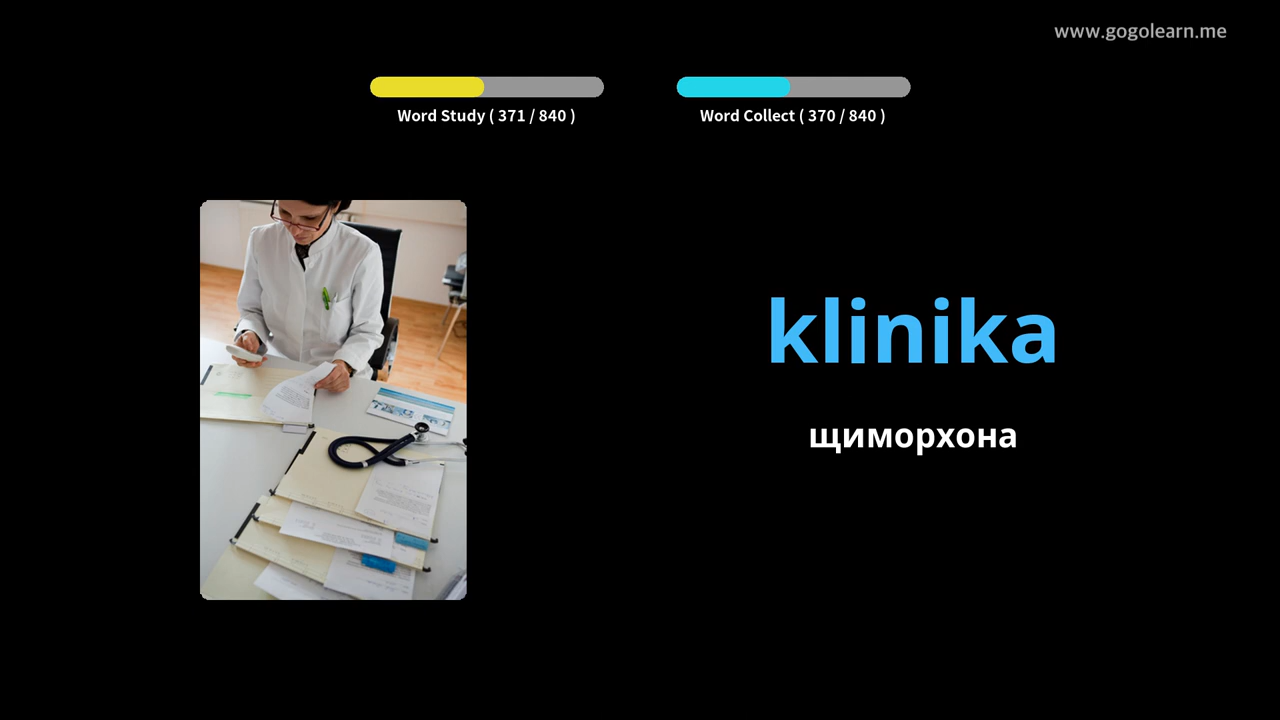 www.gogolearn.me
Word Study ( 371 / 840 )
Word Collect ( 370 / 840 )
klinika
щиморхона